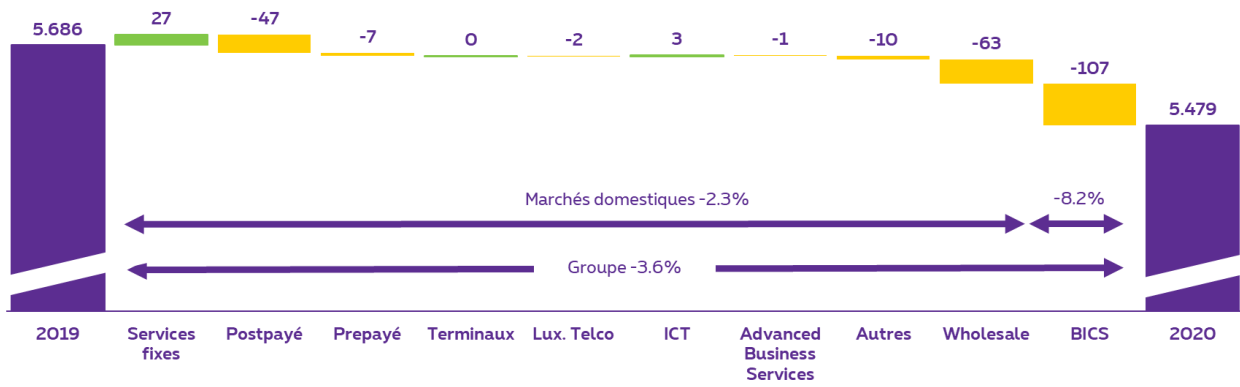 5.686
27
-47
-7
0
-2
3
-1
-10
-63
-107
5.479
Marchés domestiques -2.3%
-8.2%
Groupe -3.6%
2019
Services
fixes
Postpayé
Prepayé
Terminaux
Lux. Telco
ICT
Advanced
Business
Services
Autres
Wholesale
BICS
2020